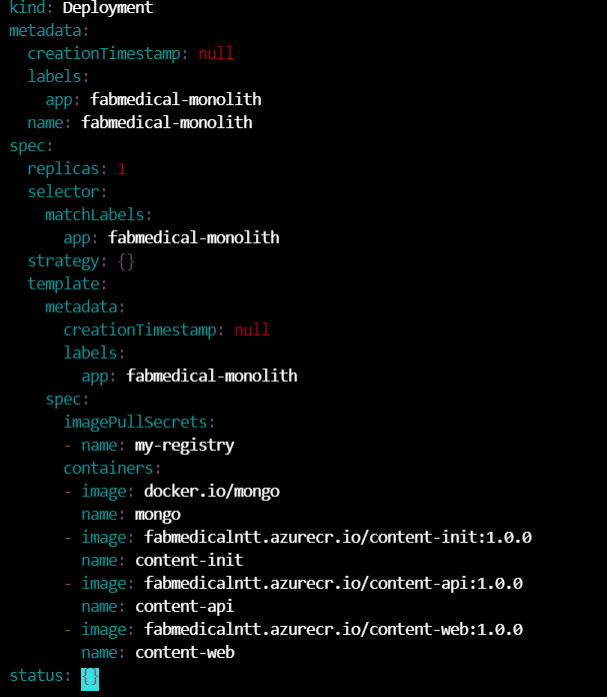 kind: Deployment
metadata:
  creationTimestamp: null
  labels:
    app: fabmedical-monolith
  name: fabmedical-monolith
spec:
  replicas: 1
  selector:
    matchLabels:
      app: fabmedical-monolith
  strategy: {}
  template:
    metadata:
      creationTimestamp: null
      labels:
        app: fabmedical-monolith
    spec:
      imagePullSecrets:
      - name: my-registry
      containers:
      - image: docker.io/mongo
        name: mongo
      - image: fabmedicalntt.azurecr.io/content-init:1.0.0
        name: content-init
      - image: fabmedicalntt.azurecr.io/content-api:1.0.0
        name: content-api
      - image: fabmedicalntt.azurecr.io/content-web:1.0.0
        name: content-web
status: {}